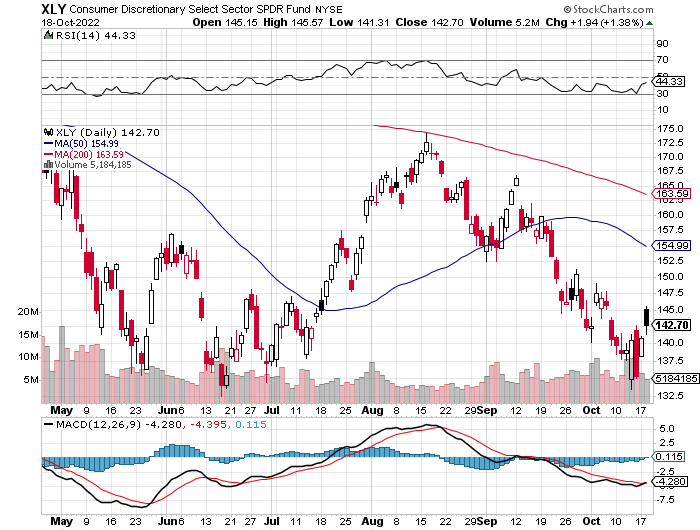 XLY Consumer Discretionary Select Sector SPDR Fund NYSE © StockCharts.com
18-Oct-2022 Open 145.15 High 145.57 Low 141.31 Close 142.70 Volume 5.2M Chg +1.94 (+1.38%)
RSI(14) 44.33
90
70
50
44.33
30
10
XLY (Daily) 142.70
MA(50) 154.99
MA(200) 163.59
Volume 5,184,185
175.0
172.5
170.0
167.5
165.0
163.59
162.5
160.0
157.5
154.99
152.5
150.0
147.5
145.0
142.70
140.0
137.5
5184185
132.5
20M
15M
10M
5M
May 9 16 23 Jun 6 13 21 27 Jul 11 18 25 Aug 8 15 22 29 Sep 12 19 26 Oct 10 17
MACD(12,26,9) -4.280, -4.395, 0.115
5.0
2.5
0.115
-2.5
-4.280
-7.5
May 9 16 23 Jun 6 13 21 27 Jul 11 18 25 Aug 8 15 22 29 Sep 12 19 26 Oct 10 17